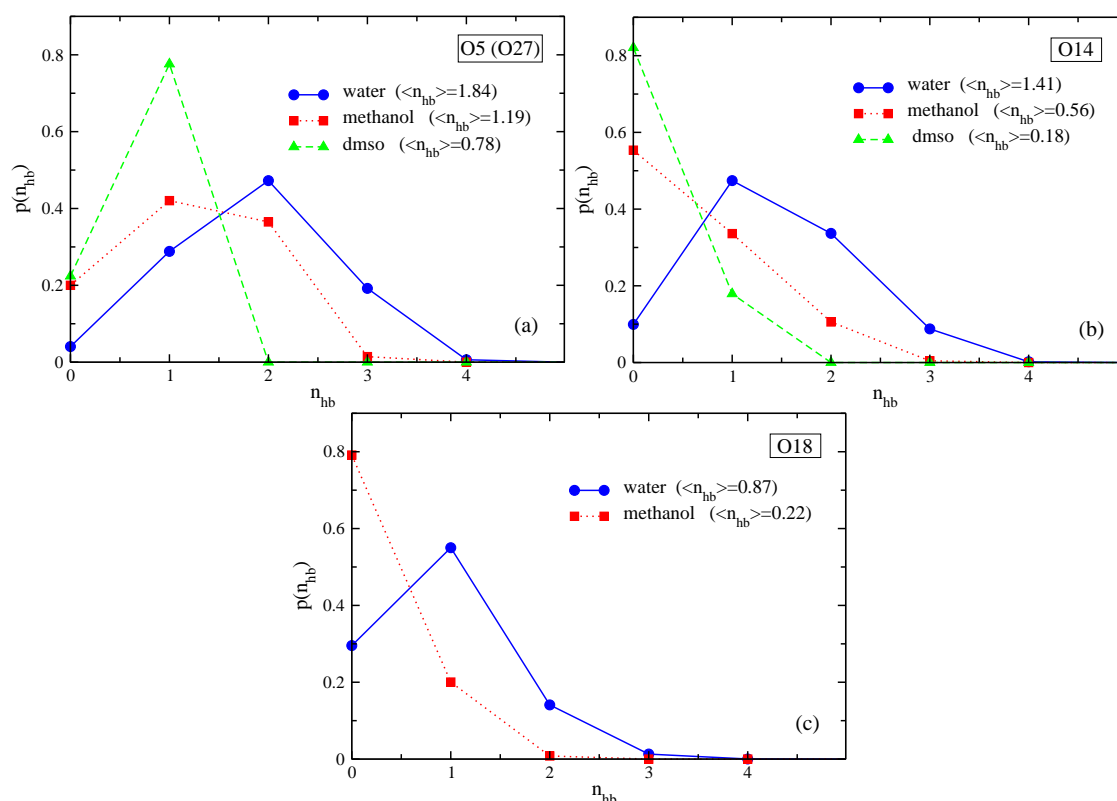 O5 (O27)
water (<n_hb>=1.84)
methanol (<n_hb>=1.19)
dmso (<n_hb>=0.78)
0.8
0.6
0.4
0.2
0
p(n_hb)
(a)
0 1 2 3 4
n_hb
O14
water (<n_hb>=1.41)
methanol (<n_hb>=0.56)
dmso (<n_hb>=0.18)
0.8
0.6
0.4
0.2
0
p(n_hb)
(b)
0 1 2 3 4
n_hb
O18
water (<n_hb>=0.87)
methanol (<n_hb>=0.22)
0.8
0.6
0.4
0.2
0
p(n_hb)
(c)
0 1 2 3 4
n_hb